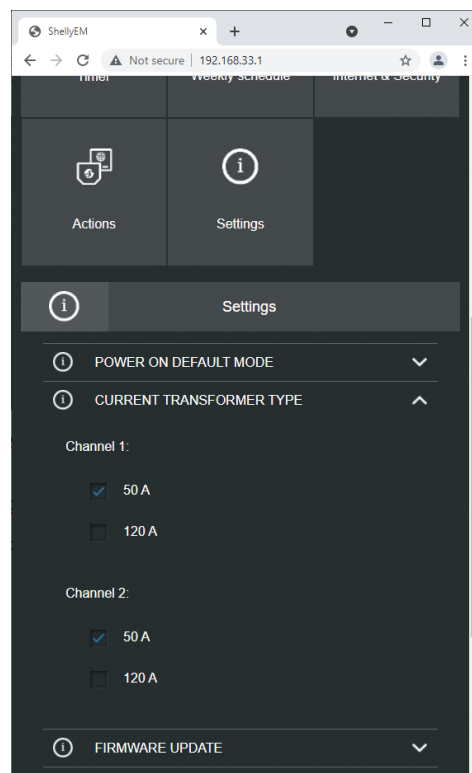 ShellyEM
Not secure
192.168.33.1
Timer
Weekly schedule
Internet & Security
Actions
Settings
Settings
POWER ON DEFAULT MODE
CURRENT TRANSFORMER TYPE
Channel 1:
50 A
120 A
Channel 2:
50 A
120 A
FIRMWARE UPDATE